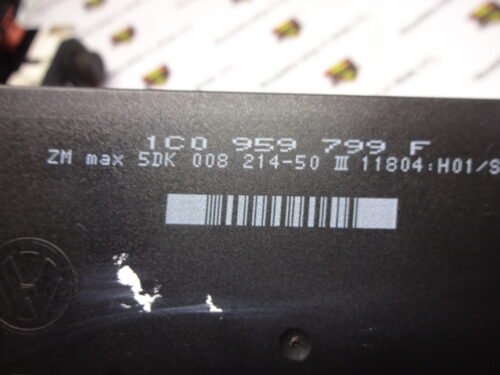 1C0 959 799 F
ZM max 5DK 008 214-50 III 11804:H01/S